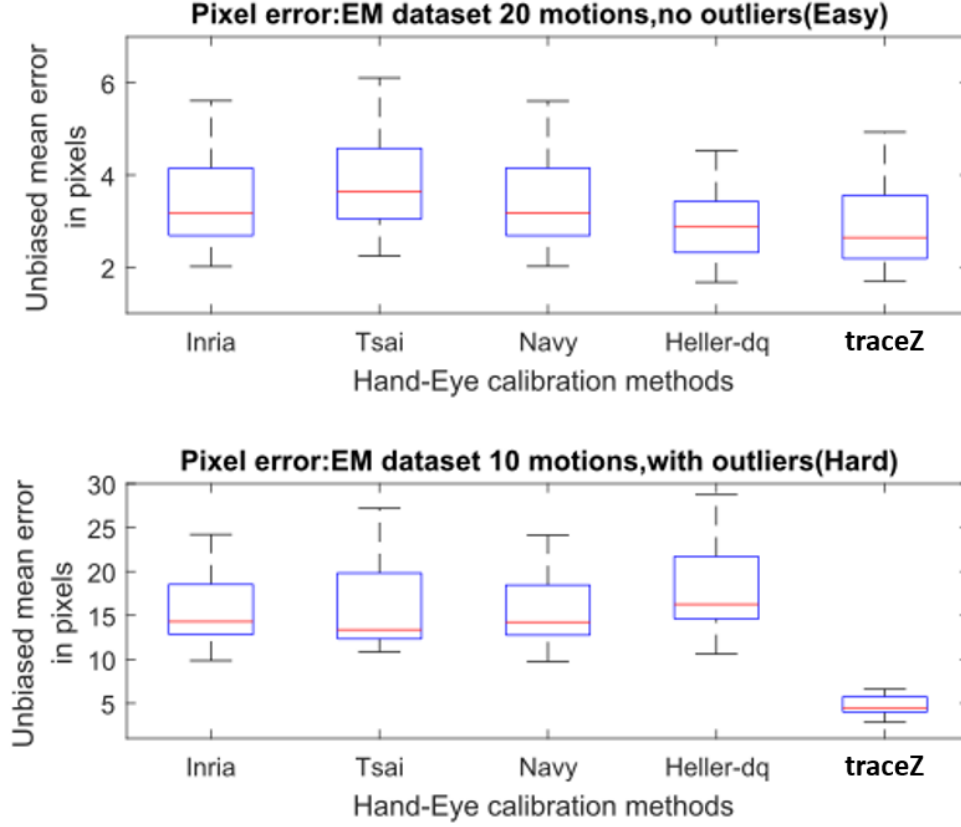 Pixel error:EM dataset 20 motions,no outliers(Easy)
Unbiased mean error
in pixels
6
4
2
Inria Tsai Navy Heller-dq traceZ
Hand-Eye calibration methods
Pixel error:EM dataset 10 motions,with outliers(Hard)
Unbiased mean error
in pixels
30
25
20
15
10
5
Inria Tsai Navy Heller-dq traceZ
Hand-Eye calibration methods